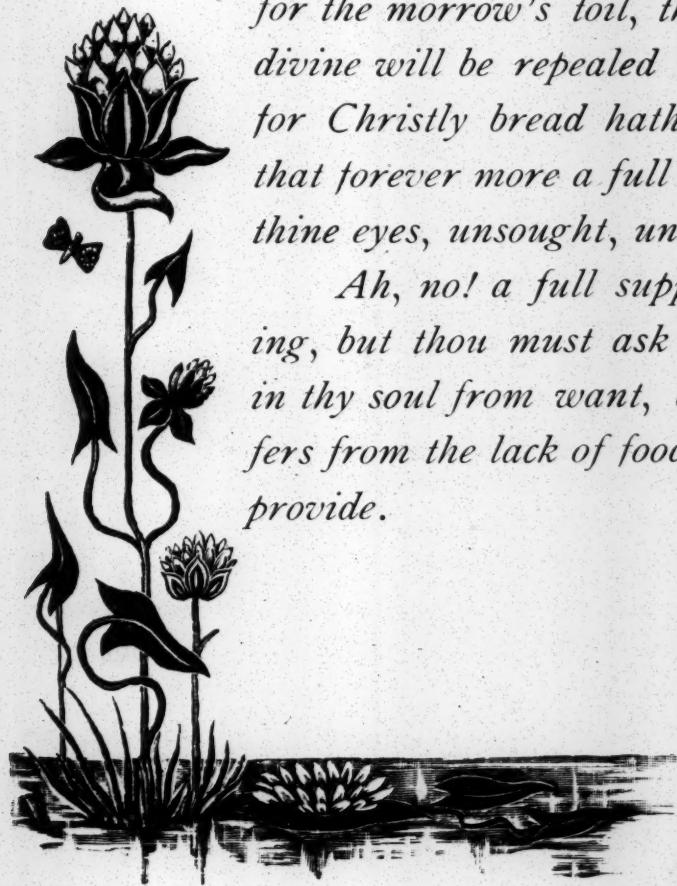 for the morrow's toil, th
divine will be repealed
for Christly bread hath
that forever more a full
thine eyes, unsought, un
Ah, no! a full supp
ing, but thou must ask
in thy soul from want,
fers from the lack of food
provide.